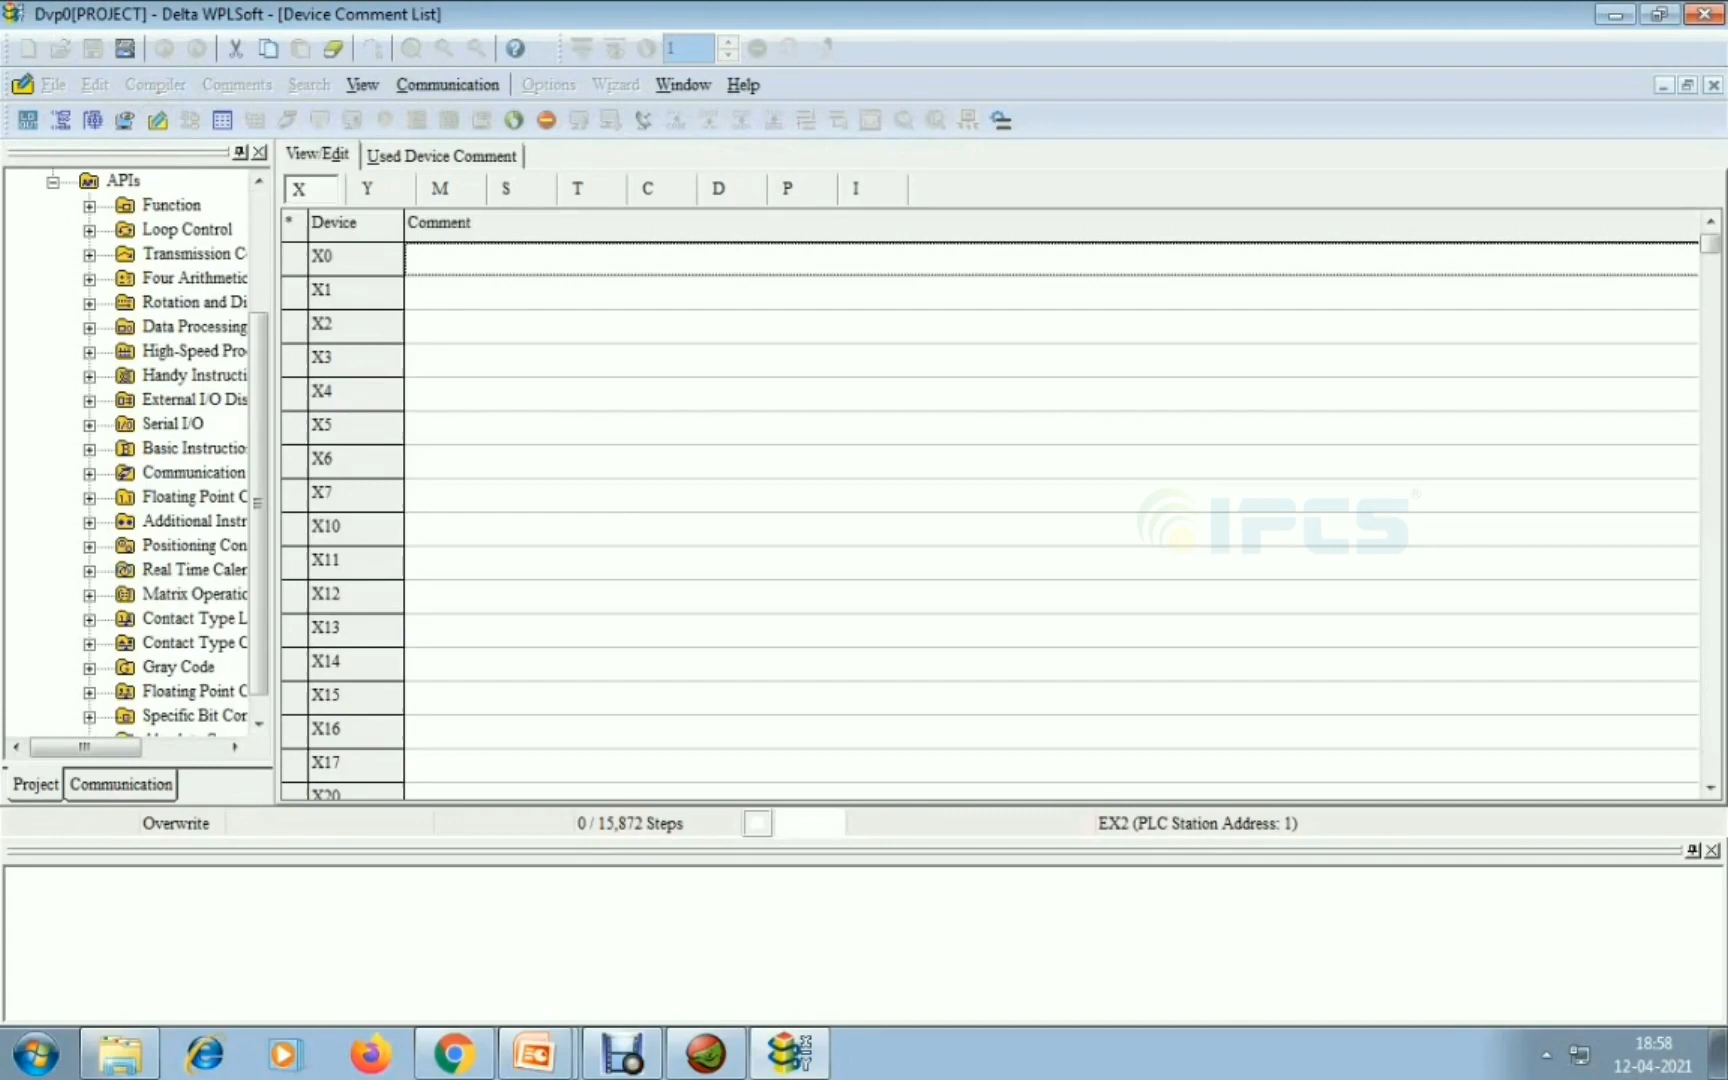 Dvp0[PROJECT] - Delta WPLSoft - [Device Comment List]
1
File Edit Compiler Comments Search View Communication Options Wizard Window Help
APIs
Function
Loop Control
Transmission C
Four Arithmetic
Rotation and Di
Data Processing
High-Speed Pro
Handy Instructi
External I/O Dis
Serial I/O
Basic Instructio
Communication
Floating Point C
Additional Instr
Positioning Con
Real Time Caler
Matrix Operatic
Contact Type L
Contact Type C
Gray Code
Floating Point C
Specific Bit Cor
Project Communication
View/Edit Used Device Comment
X Y M S T C D P I
* Device Comment
X0
X1
X2
X3
X4
X5
X6
X7
X10
X11
X12
X13
X14
X15
X16
X17
X20
IPCS®
Overwrite 0 / 15,872 Steps EX2 (PLC Station Address: 1)
18:58
12-04-2021